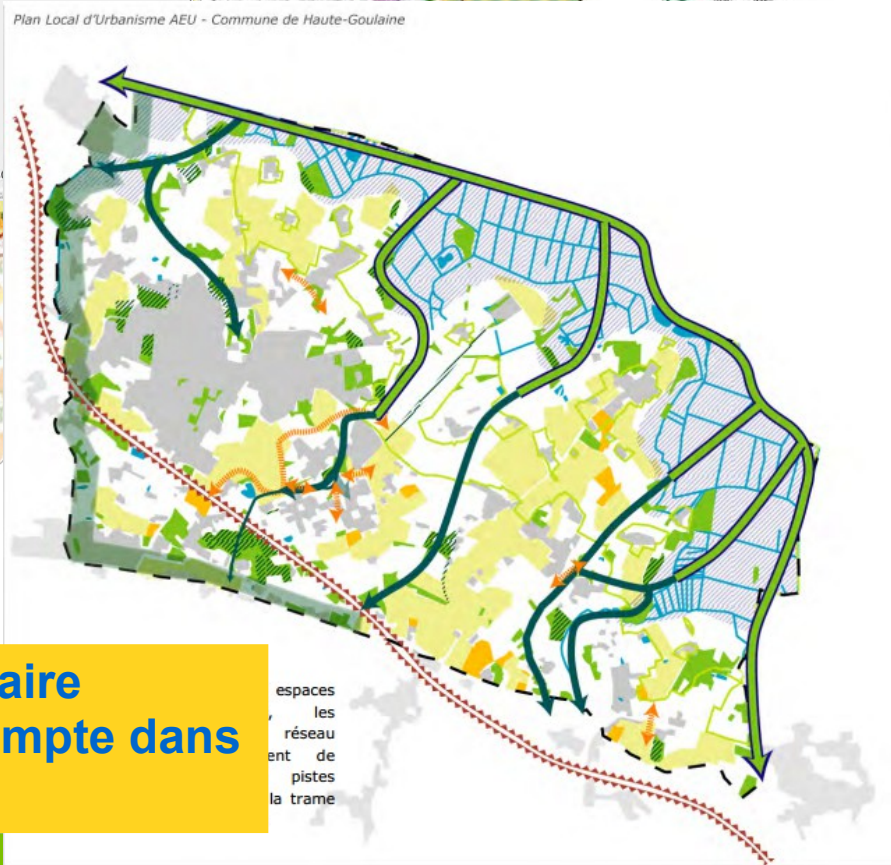 Plan Local d'Urbanisme AEU - Commune de Haute-Goulaine
aire
mpte dans
espaces
, les
réseau
ent de
pistes
la trame